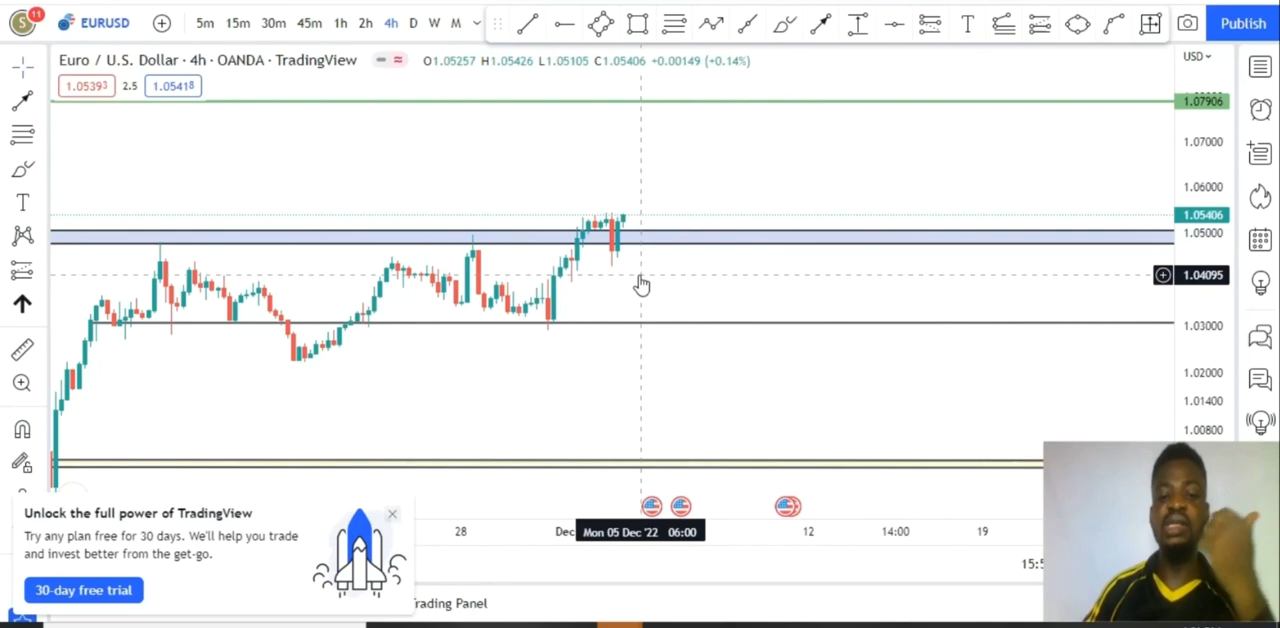 S 11 EURUSD 5m 15m 30m 45m 1h 2h 4h D W M T Publish
Euro / U.S. Dollar · 4h · OANDA · TradingView O1.05257 H1.05426 L1.05105 C1.05406 +0.00149 (+0.14%) USD
1.05393 2.5 1.05418
1.07906
1.07000
1.06000
T
1.05406
1.05000
1.04095
1.03000
1.02000
1.01400
1.00800
Unlock the full power of TradingView
Try any plan free for 30 days. We'll help you trade
and invest better from the get-go.
28 Dec Mon 05 Dec '22 06:00 12 14:00 19
15:5
30-day free trial
Trading Panel